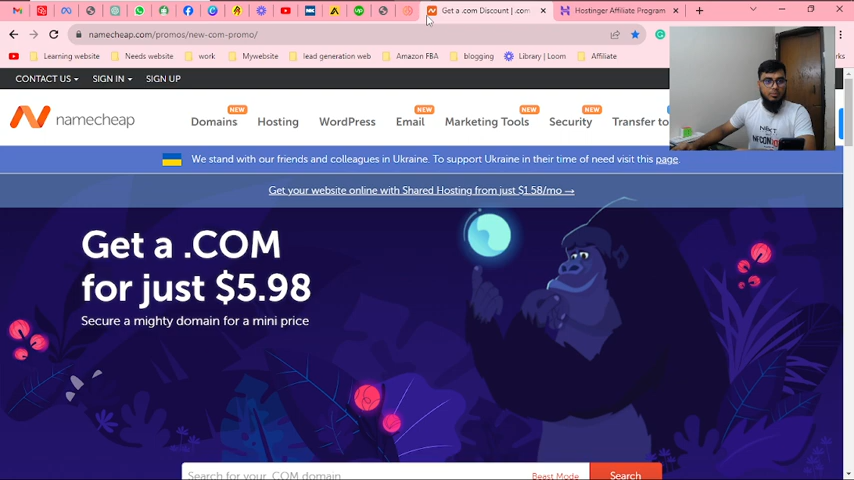 Get a .com Discount | .com
Hostinger Affiliate Program
namecheap.com/promos/new-com-promo/
Learning website
Needs website
work
Mywebsite
lead generation web
Amazon FBA
blogging
Library | Loom
Affiliate
CONTACT US
SIGN IN
SIGN UP
namecheap
NEW NEW NEW NEW
Domains Hosting WordPress Email Marketing Tools Security Transfer to
We stand with our friends and colleagues in Ukraine. To support Ukraine in their time of need visit this page.
Get your website online with Shared Hosting from just $1.58/mo →
Get a .COM
for just $5.98
Secure a mighty domain for a mini price
Search for your .COM domain
Beast Mode
Search